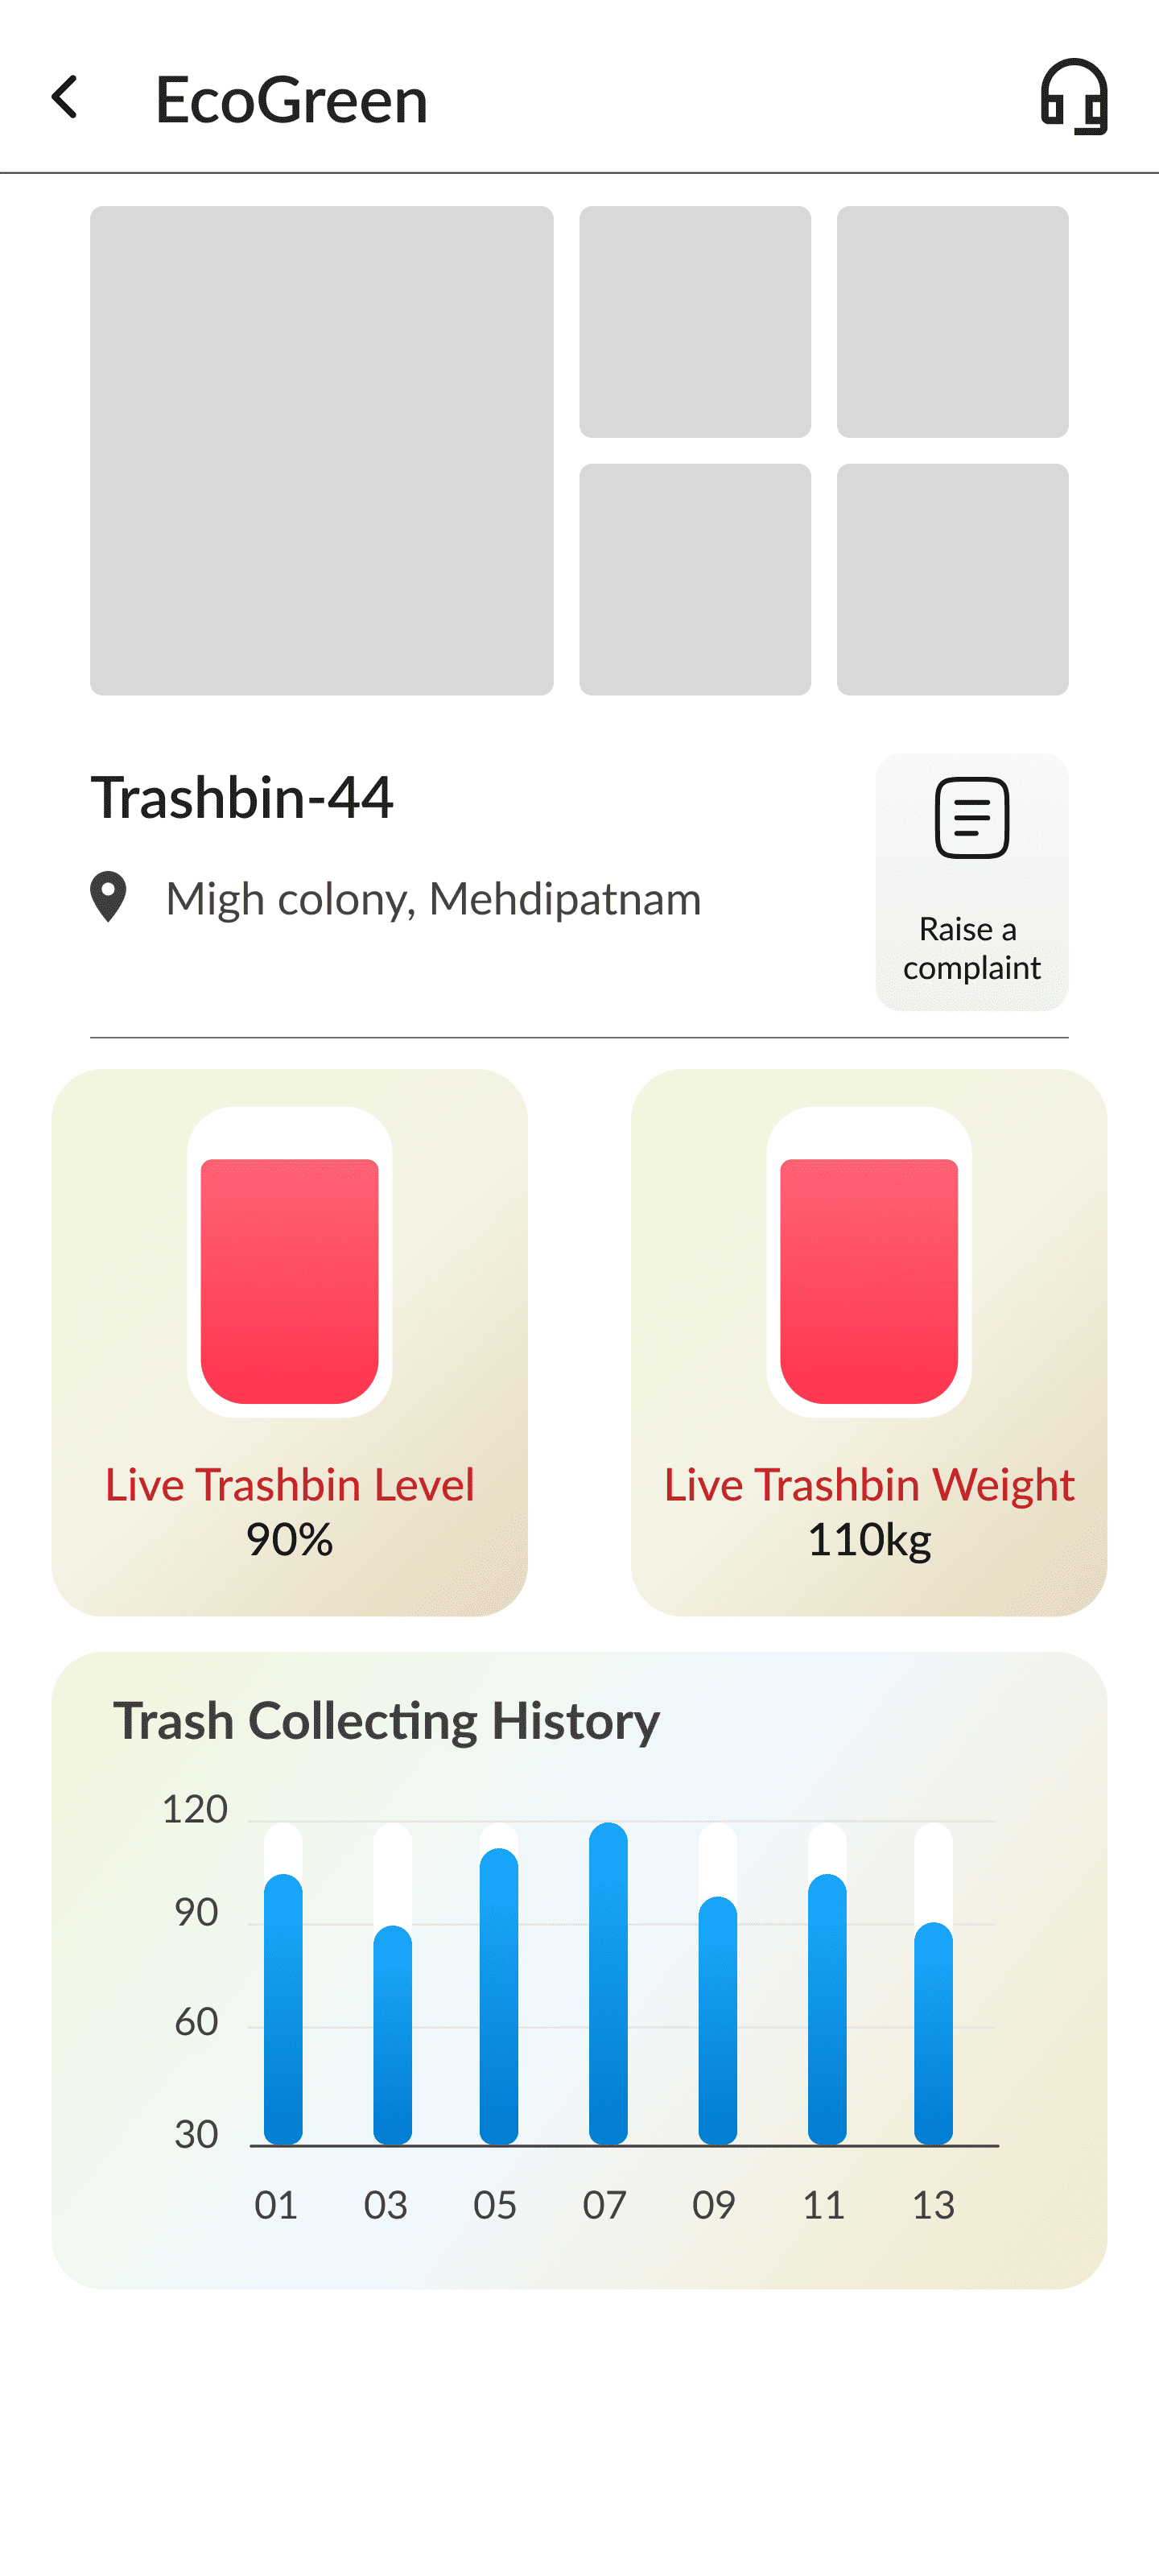 EcoGreen
Trashbin-44
Migh colony, Mehdipatnam
Raise a
complaint
Live Trashbin Level
90%
Live Trashbin Weight
110kg
Trash Collecting History
120
90
60
30
01 03 05 07 09 11 13